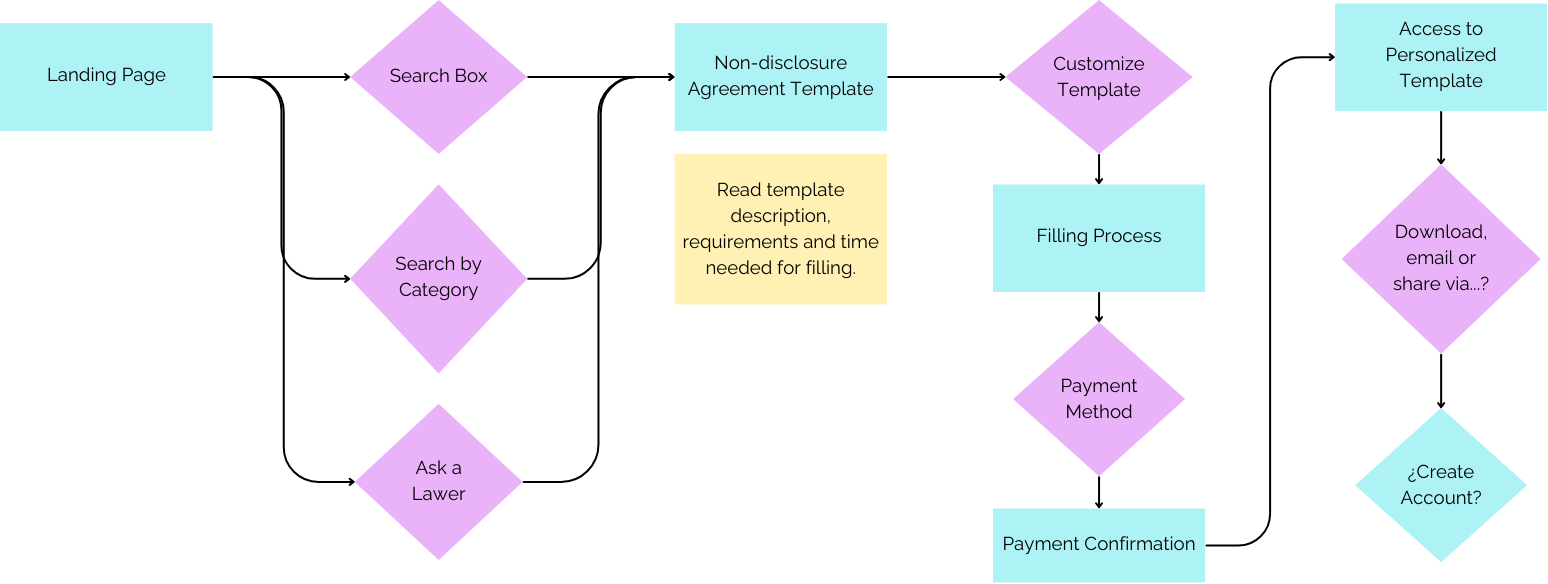 Landing Page
Search Box
Search by
Category
Ask a
Lawer
Non-disclosure
Agreement Template
Read template
description,
requirements and time
needed for filling.
Customize
Template
Filling Process
Payment
Method
Payment Confirmation
Access to
Personalized
Template
Download,
email or
share via...?
¿Create
Account?